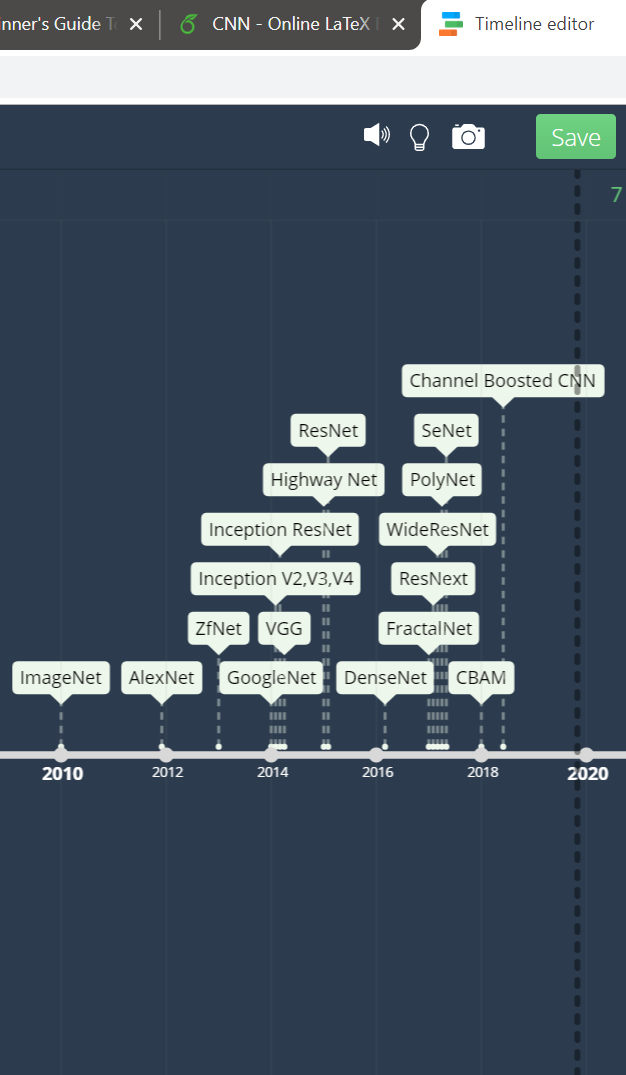 inner's Guide T
CNN - Online LaTeX
Timeline editor
Save
7
Channel Boosted CNN
ResNet
SeNet
Highway Net
PolyNet
Inception ResNet
WideResNet
Inception V2,V3,V4
ResNext
ZfNet
VGG
FractalNet
ImageNet
AlexNet
GoogleNet
DenseNet
CBAM
2010
2012
2014
2016
2018
2020